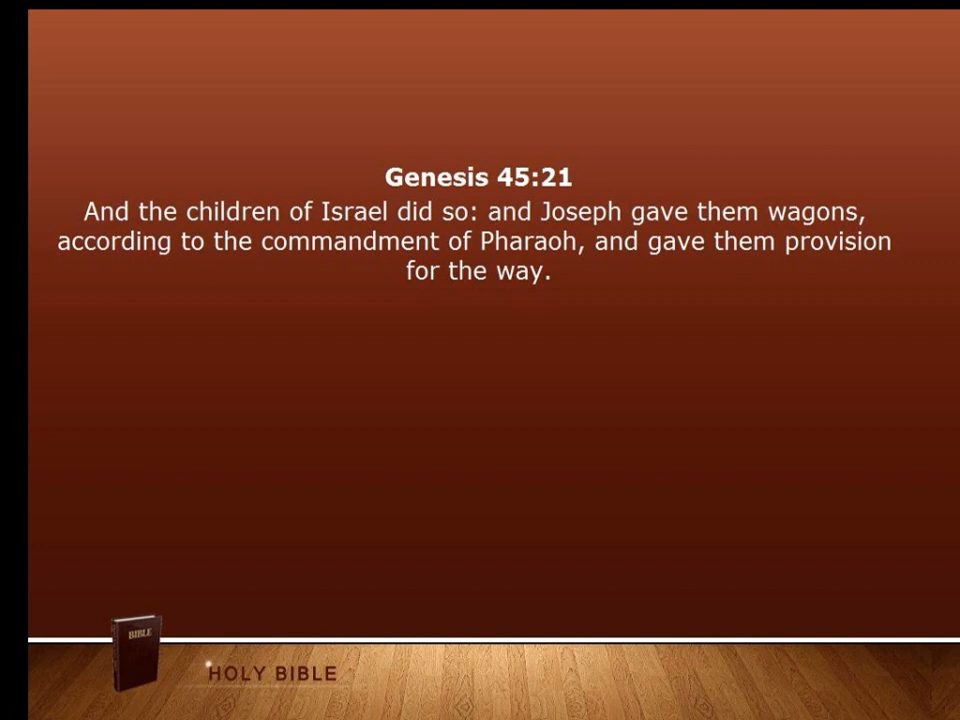 Genesis 45:21
And the children of Israel did so: and Joseph gave them wagons,
according to the commandment of Pharaoh, and gave them provision
for the way.
BIBLE
HOLY BIBLE